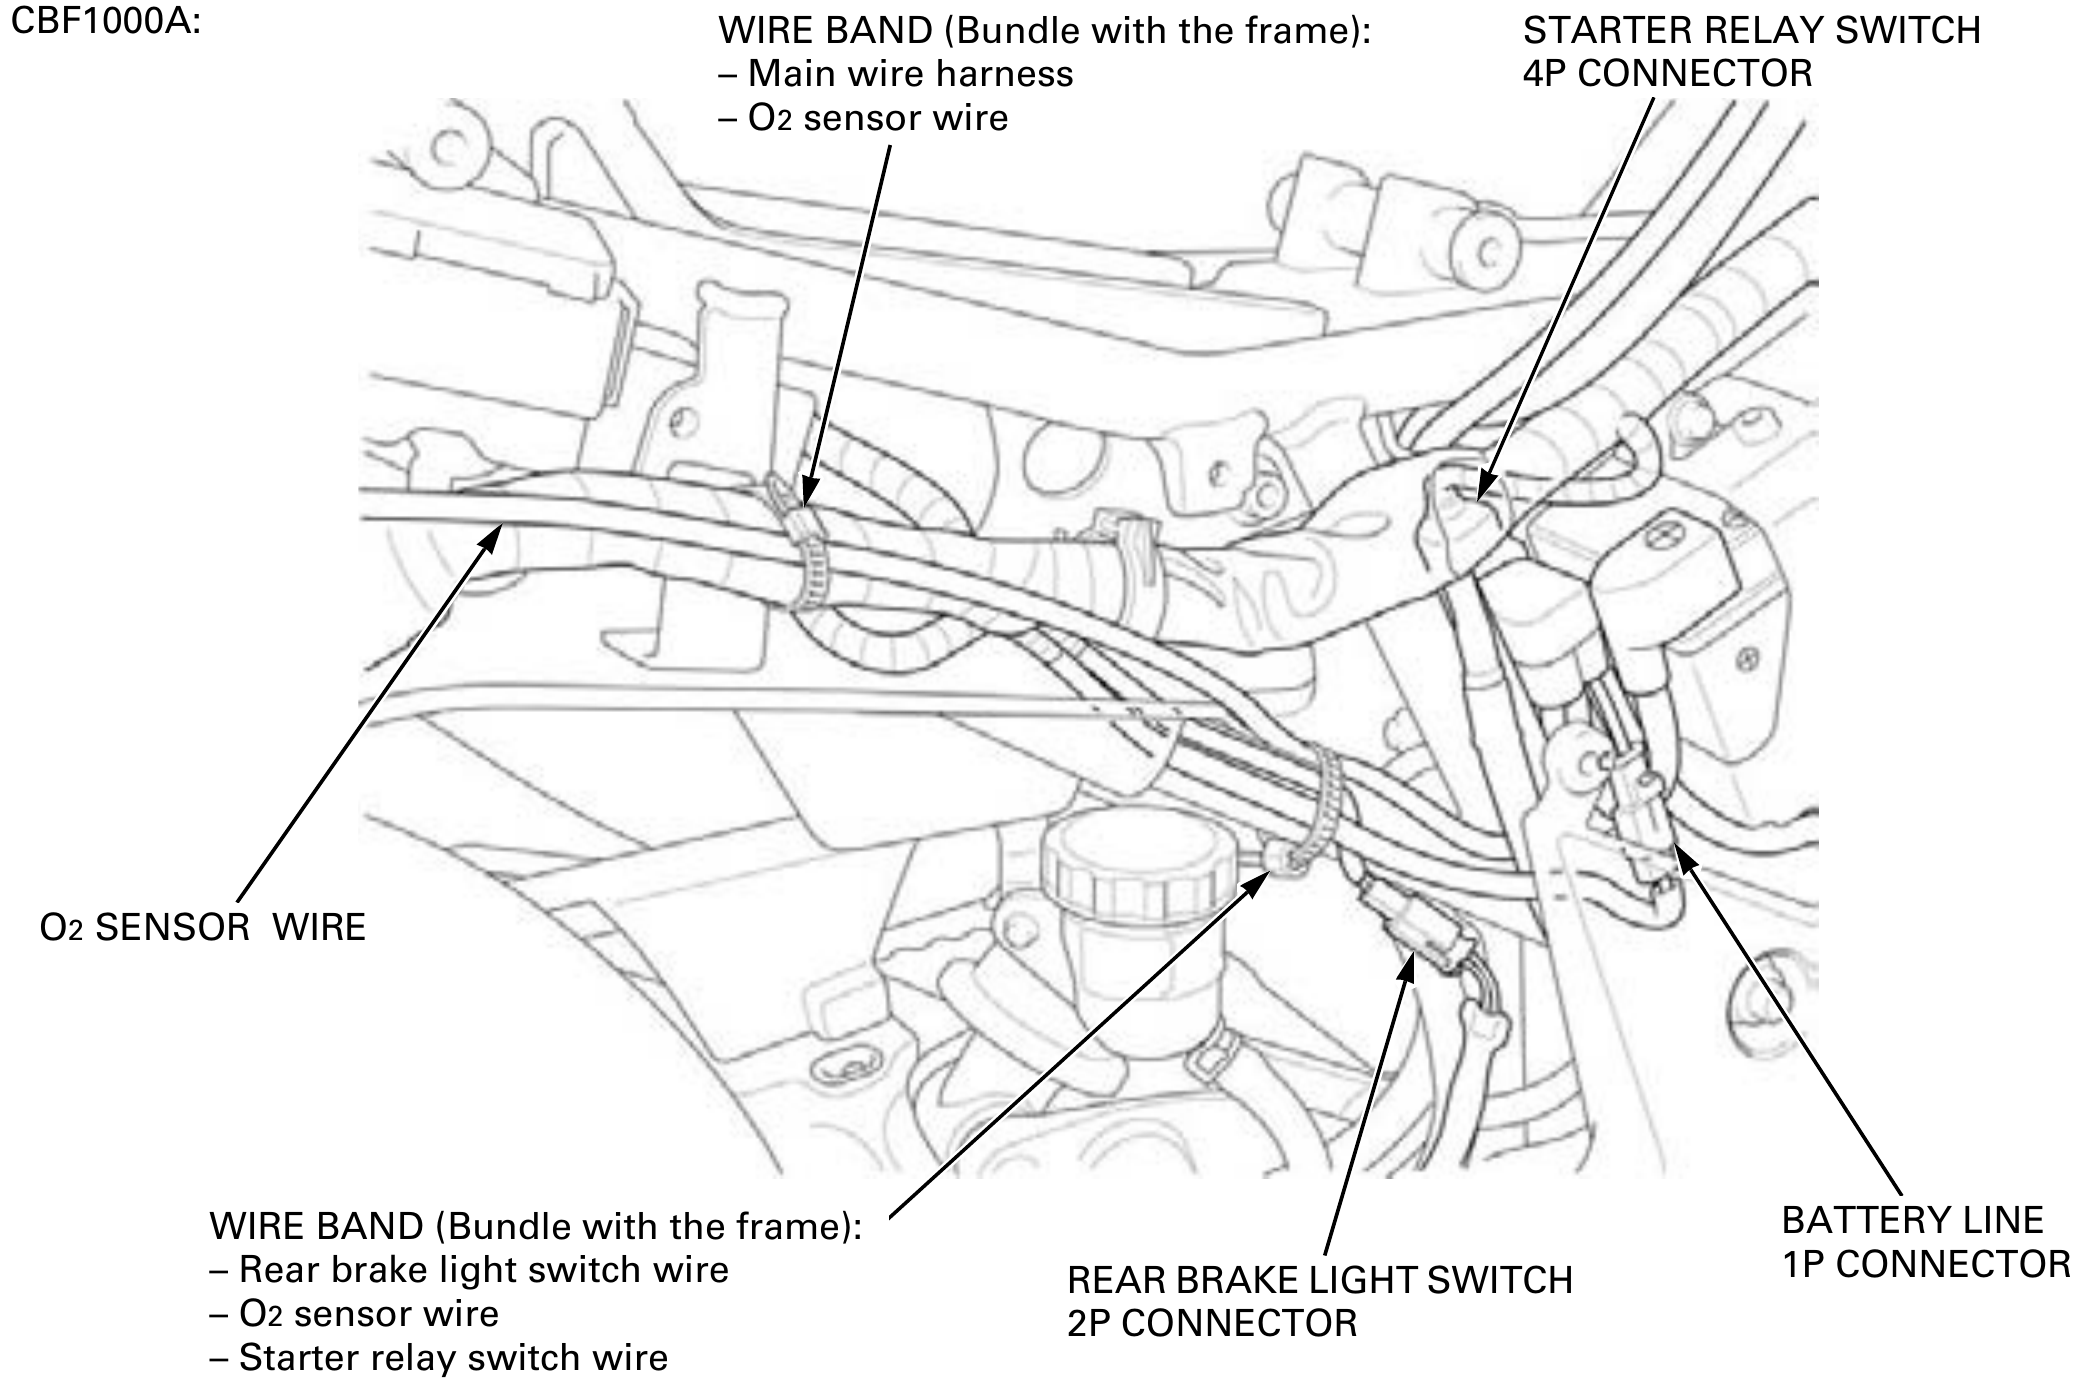 CBF1000A:
WIRE BAND (Bundle with the frame):
– Main wire harness
– O2 sensor wire
STARTER RELAY SWITCH
4P CONNECTOR
O2 SENSOR WIRE
WIRE BAND (Bundle with the frame):
– Rear brake light switch wire
– O2 sensor wire
– Starter relay switch wire
REAR BRAKE LIGHT SWITCH
2P CONNECTOR
BATTERY LINE
1P CONNECTOR